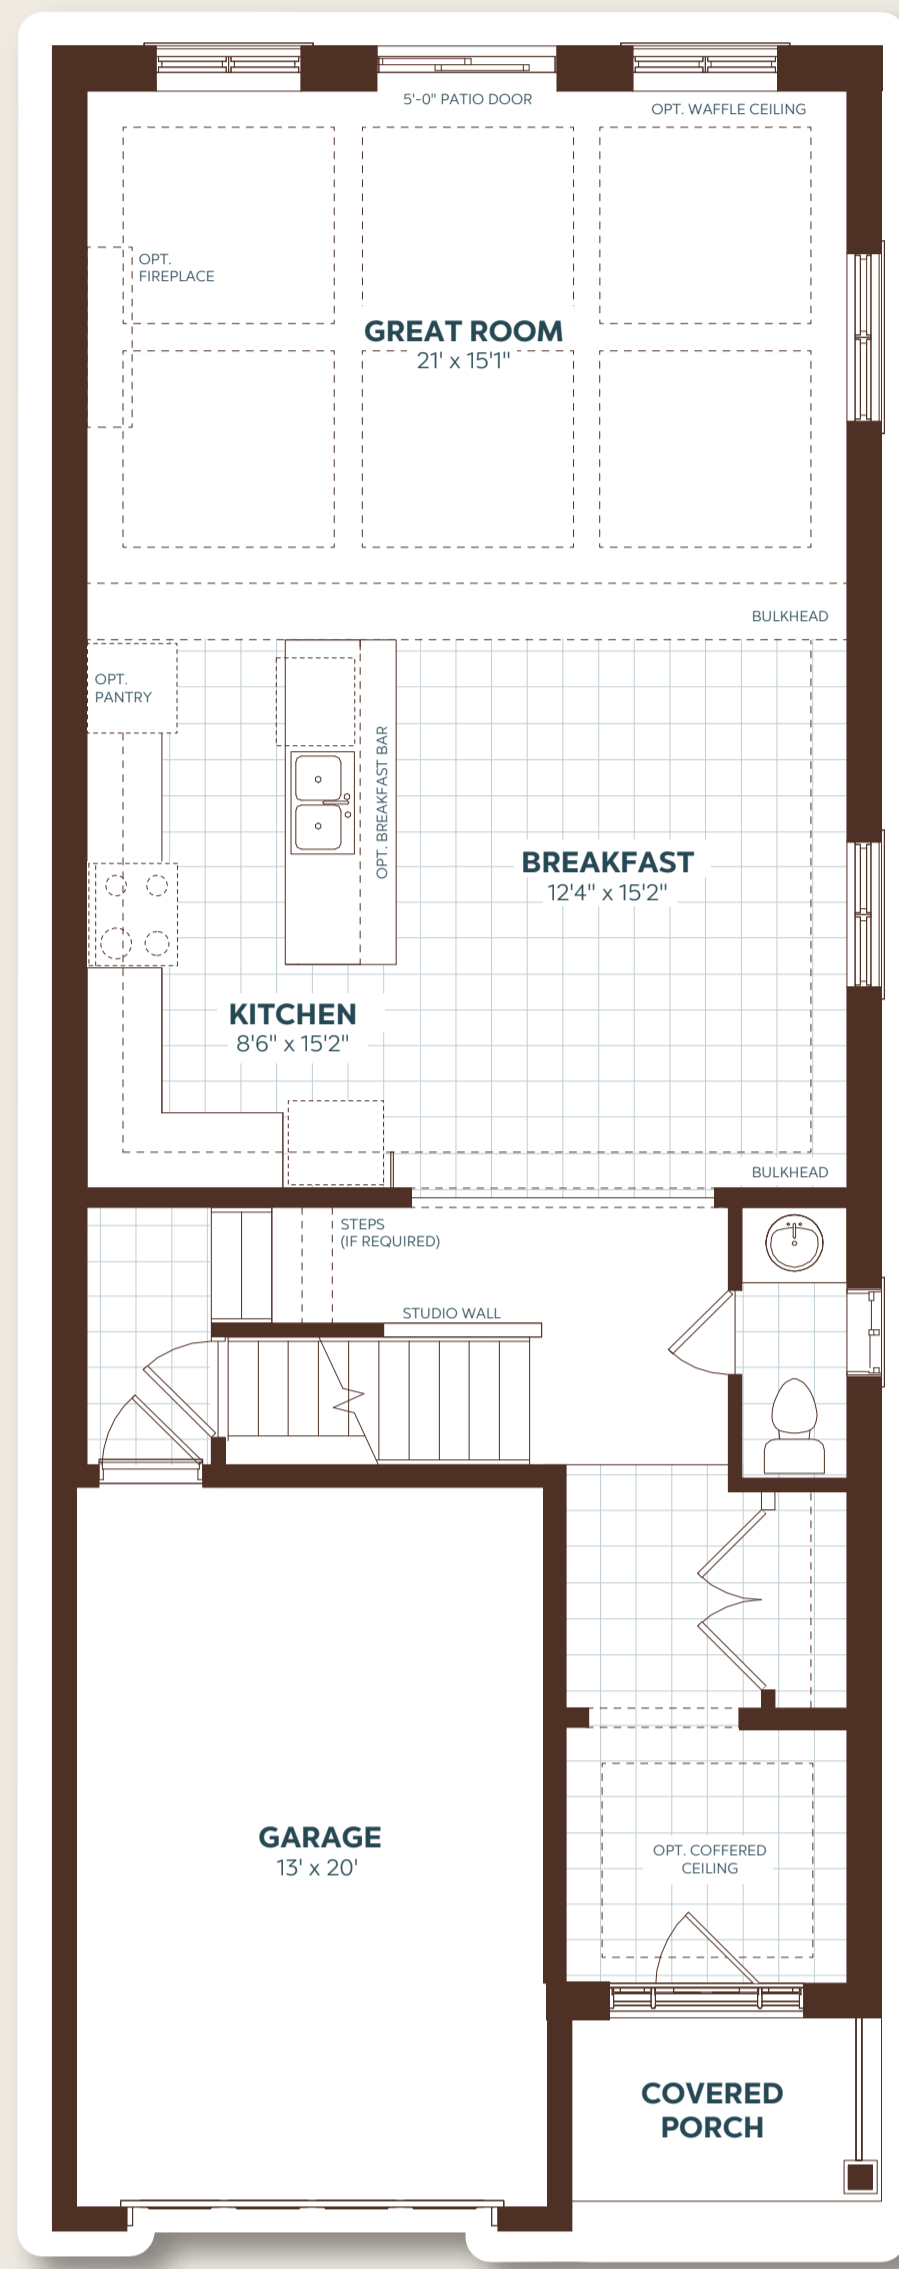 5'-0" PATIO DOOR
OPT. WAFFLE CEILING
OPT.
FIREPLACE
GREAT ROOM
21' x 15'1"
BULKHEAD
OPT.
PANTRY
OPT. BREAKFAST BAR
BREAKFAST
12'4" x 15'2"
KITCHEN
8'6" x 15'2"
BULKHEAD
STEPS
(IF REQUIRED)
STUDIO WALL
GARAGE
13' x 20'
OPT. COFFERED
CEILING
COVERED
PORCH